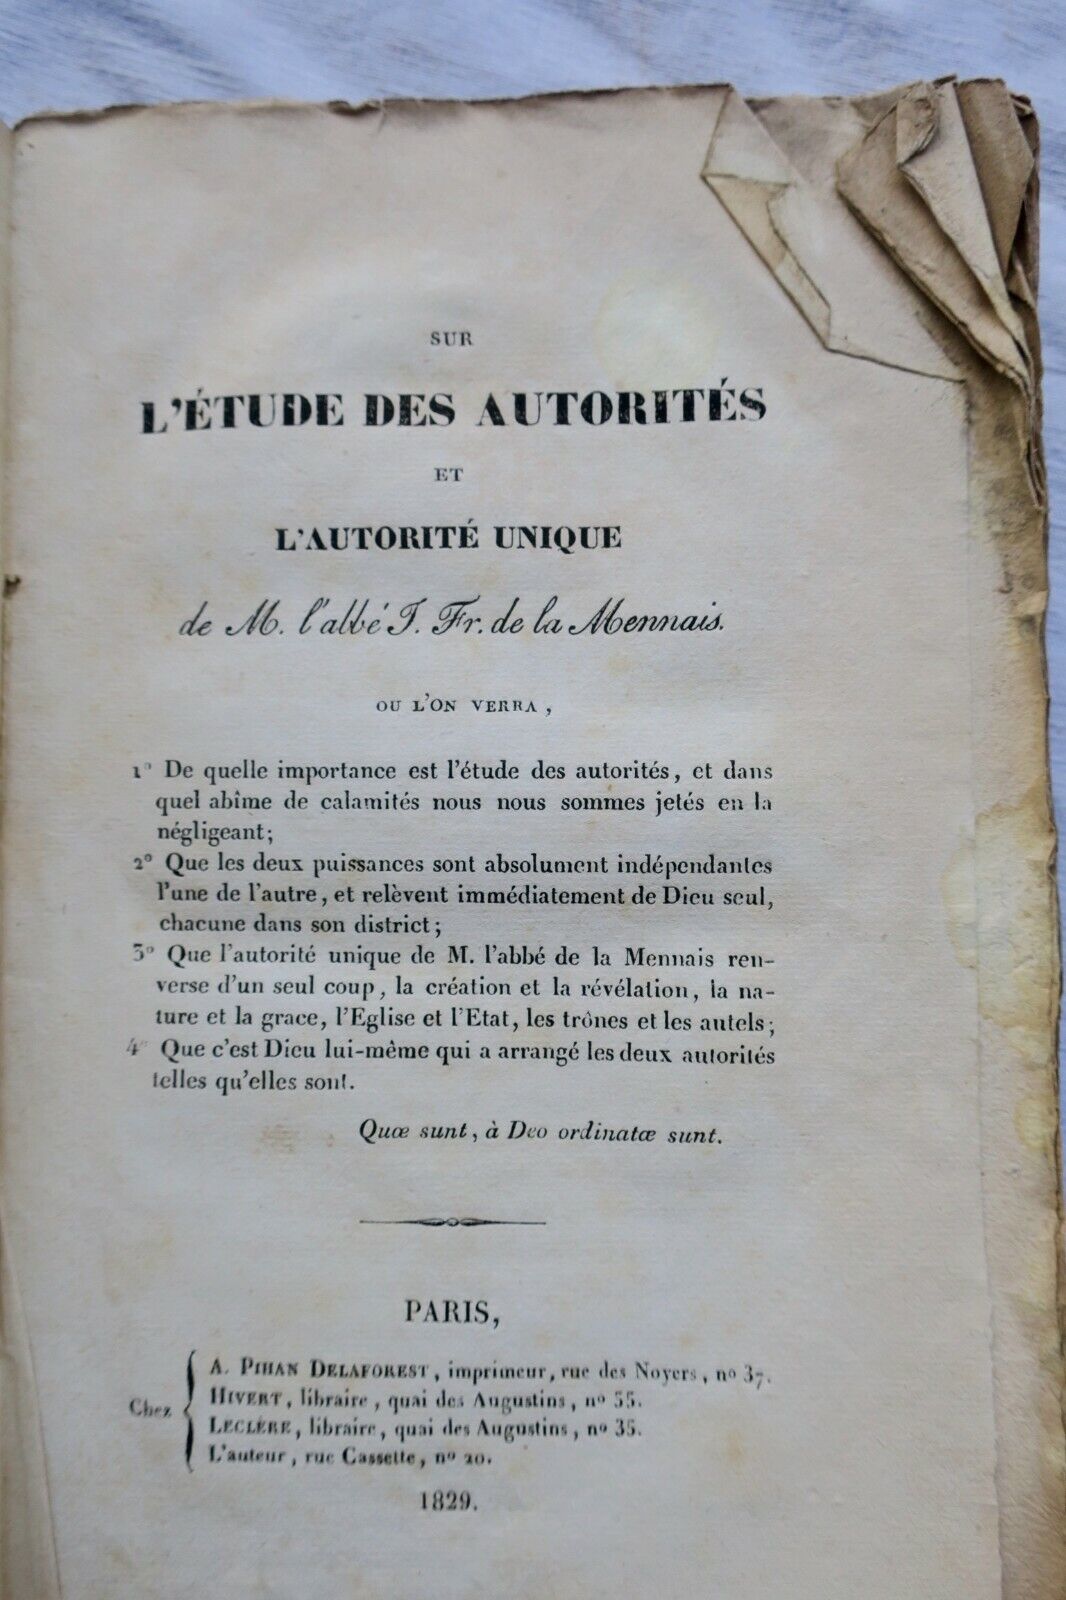 SUR
L'ÉTUDE DES AUTORITÉS
ET
L'AUTORITÉ UNIQUE
de M. l'abbé J. Fr. de la Mennais.
OU L'ON VERRA,
1° De quelle importance est l'étude des autorités, et dans
quel abîme de calamités nous nous sommes jetés en la
négligeant;
2° Que les deux puissances sont absolument indépendantes
l'une de l'autre, et relèvent immédiatement de Dieu seul,
chacune dans son district;
3° Que l'autorité unique de M. l'abbé de la Mennais ren-
verse d'un seul coup, la création et la révélation, la na-
ture et la grace, l'Eglise et l'Etat, les trônes et les autels;
4° Que c'est Dieu lui-même qui a arrangé les deux autorités
telles qu'elles sont.
Quæ sunt, à Deo ordinatæ sunt.
PARIS,
Chez
A. PIHAN DELAFOREST, imprimeur, rue des Noyers, n° 37.
HIVERT, libraire, quai des Augustins, n° 55.
LECLÈRE, libraire, quai des Augustins, n° 35.
L'auteur, rue Cassette, n° 20.
1829.